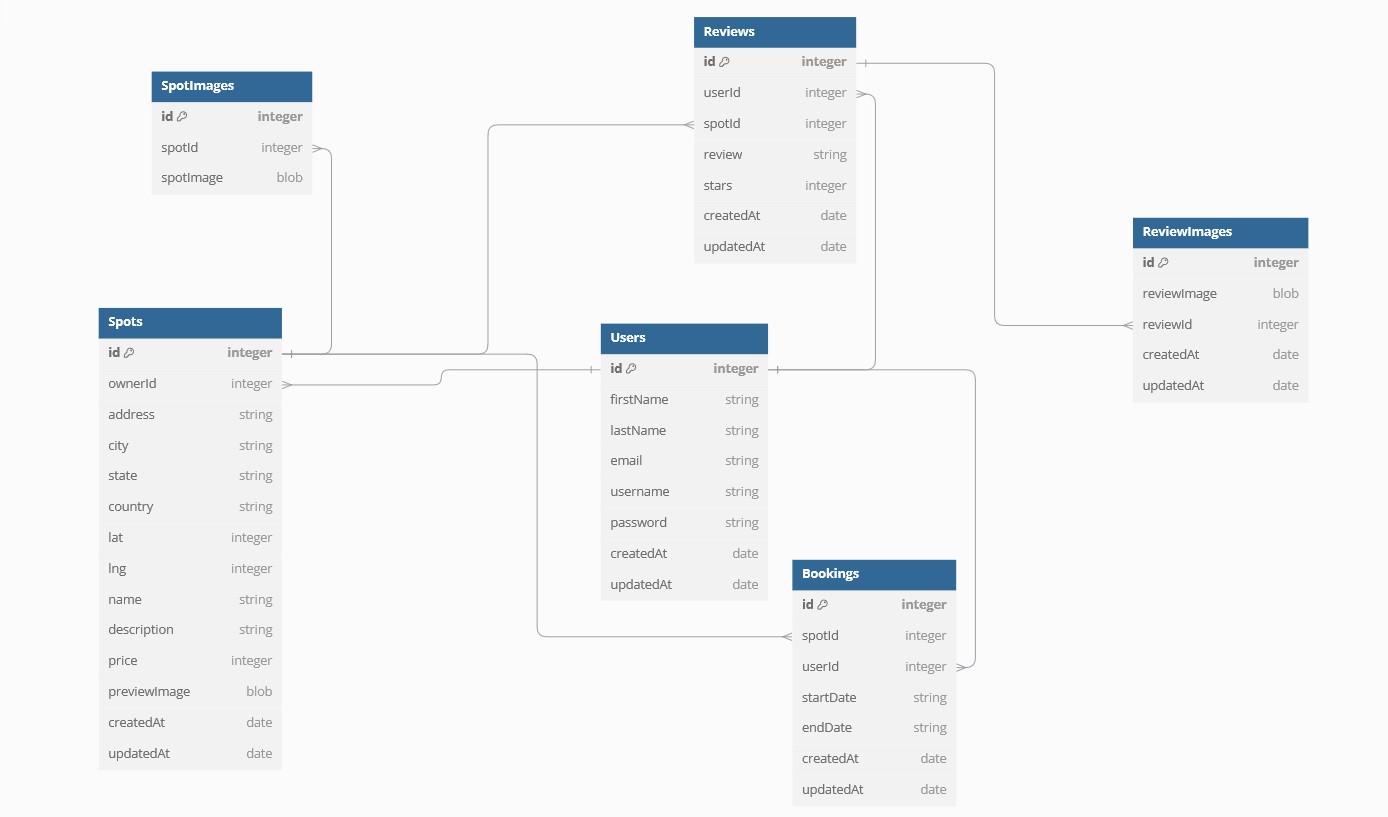 SpotImages
id integer
spotId integer
spotImage blob
Spots
id integer
ownerId integer
address string
city string
state string
country string
lat integer
lng integer
name string
description string
price integer
previewImage blob
createdAt date
updatedAt date
Reviews
id integer
userId integer
spotId integer
review string
stars integer
createdAt date
updatedAt date
Users
id integer
firstName string
lastName string
email string
username string
password string
createdAt date
updatedAt date
Bookings
id integer
spotId integer
userId integer
startDate string
endDate string
createdAt date
updatedAt date
ReviewImages
id integer
reviewImage blob
reviewId integer
createdAt date
updatedAt date